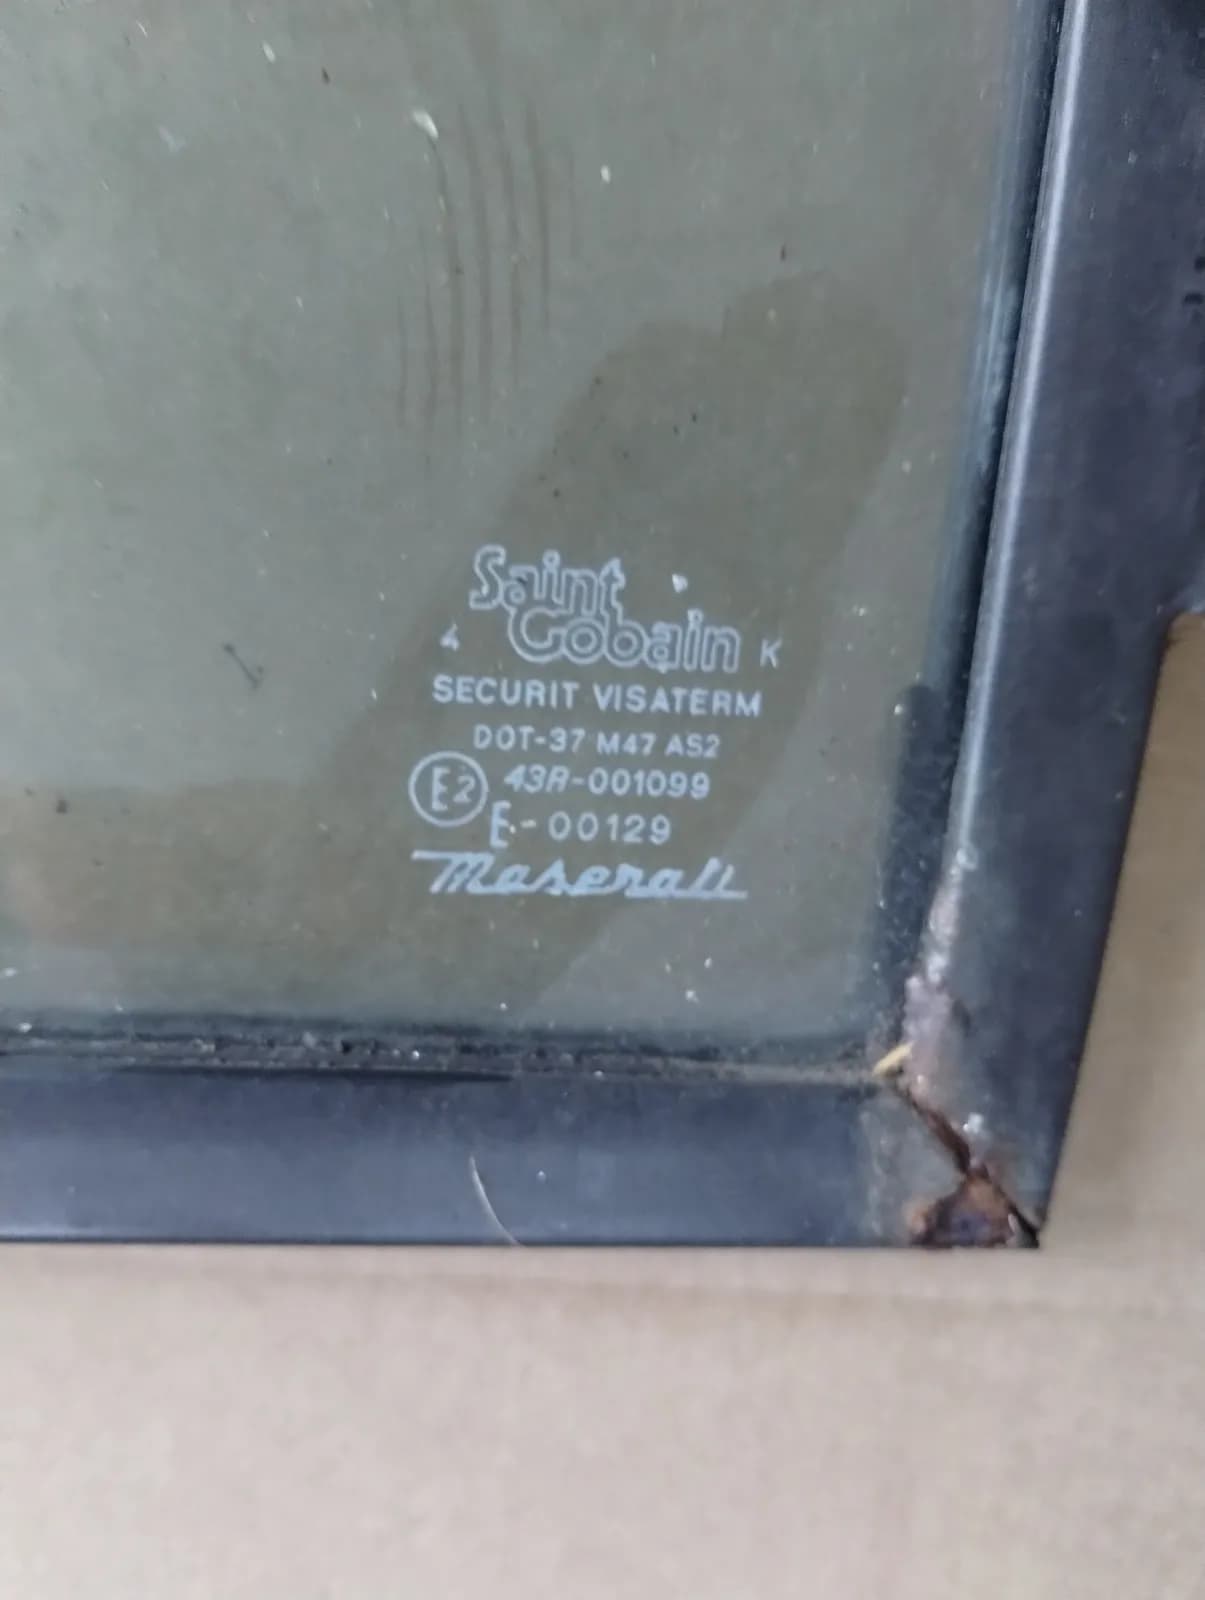 Saint
Gobain
4 K
SECURIT VISATERM
DOT-37 M47 AS2
E2 43R-001099
E-00129
Maserati